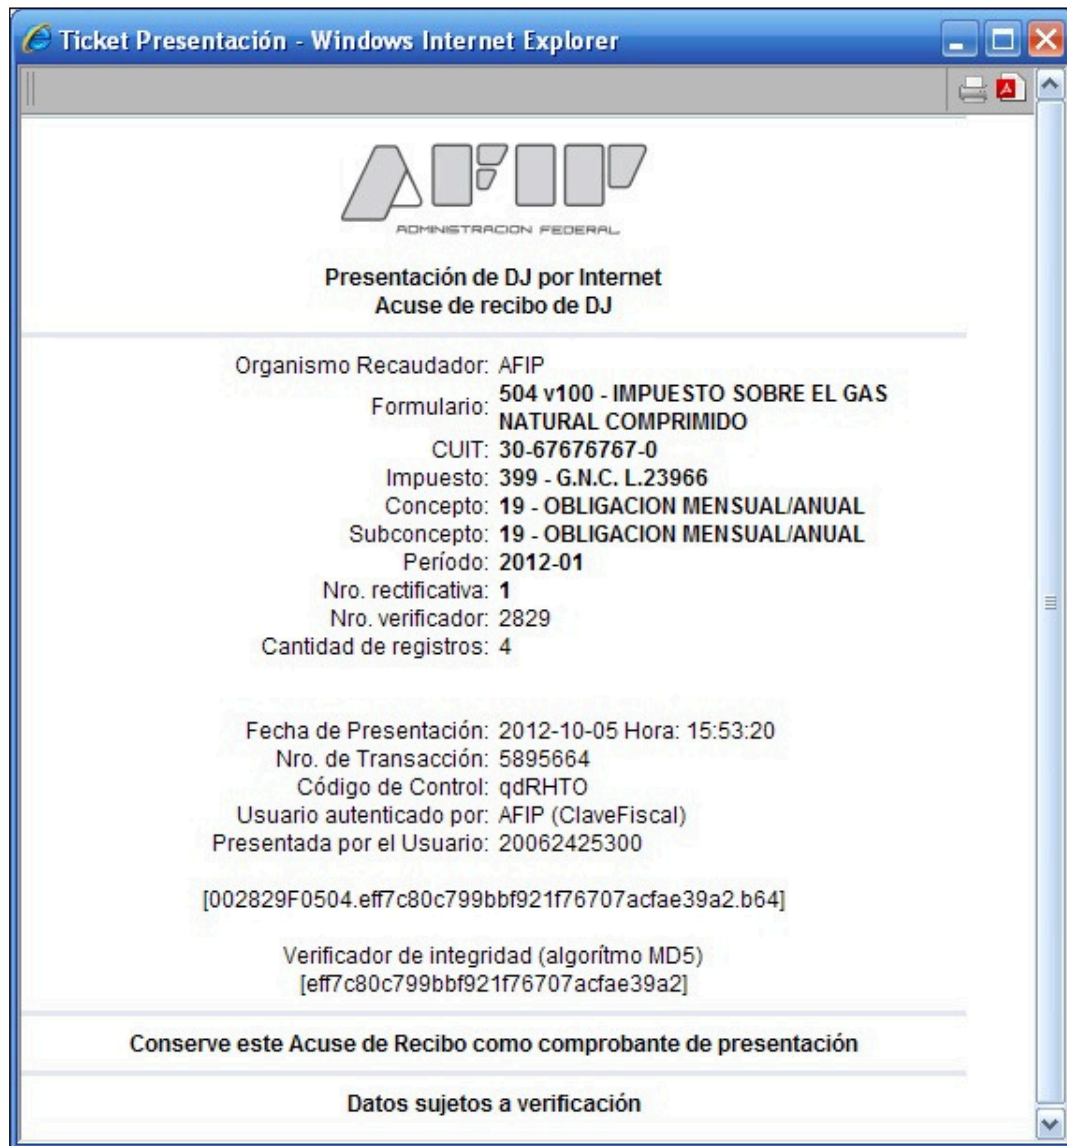 Ticket Presentación - Windows Internet Explorer
AFIP
ADMINISTRACION FEDERAL
Presentación de DJ por Internet
Acuse de recibo de DJ
Organismo Recaudador: AFIP
Formulario: 504 v100 - IMPUESTO SOBRE EL GAS
NATURAL COMPRIMIDO
CUIT: 30-67676767-0
Impuesto: 399 - G.N.C. L.23966
Concepto: 19 - OBLIGACION MENSUAL/ANUAL
Subconcepto: 19 - OBLIGACION MENSUAL/ANUAL
Período: 2012-01
Nro. rectificativa: 1
Nro. verificador: 2829
Cantidad de registros: 4
Fecha de Presentación: 2012-10-05 Hora: 15:53:20
Nro. de Transacción: 5895664
Código de Control: qdRHTO
Usuario autenticado por: AFIP (ClaveFiscal)
Presentada por el Usuario: 20062425300
[002829F0504.eff7c80c799bbf921f76707acfae39a2.b64]
Verificador de integridad (algorítmo MD5)
[eff7c80c799bbf921f76707acfae39a2]
Conserve este Acuse de Recibo como comprobante de presentación
Datos sujetos a verificación